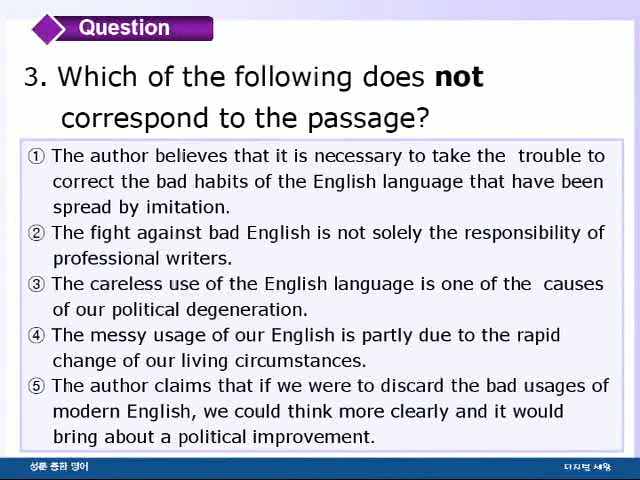 Question
3. Which of the following does not
correspond to the passage?
① The author believes that it is necessary to take the trouble to
correct the bad habits of the English language that have been
spread by imitation.
② The fight against bad English is not solely the responsibility of
professional writers.
③ The careless use of the English language is one of the causes
of our political degeneration.
④ The messy usage of our English is partly due to the rapid
change of our living circumstances.
⑤ The author claims that if we were to discard the bad usages of
modern English, we could think more clearly and it would
bring about a political improvement.
종합 영어
디지털 세왕